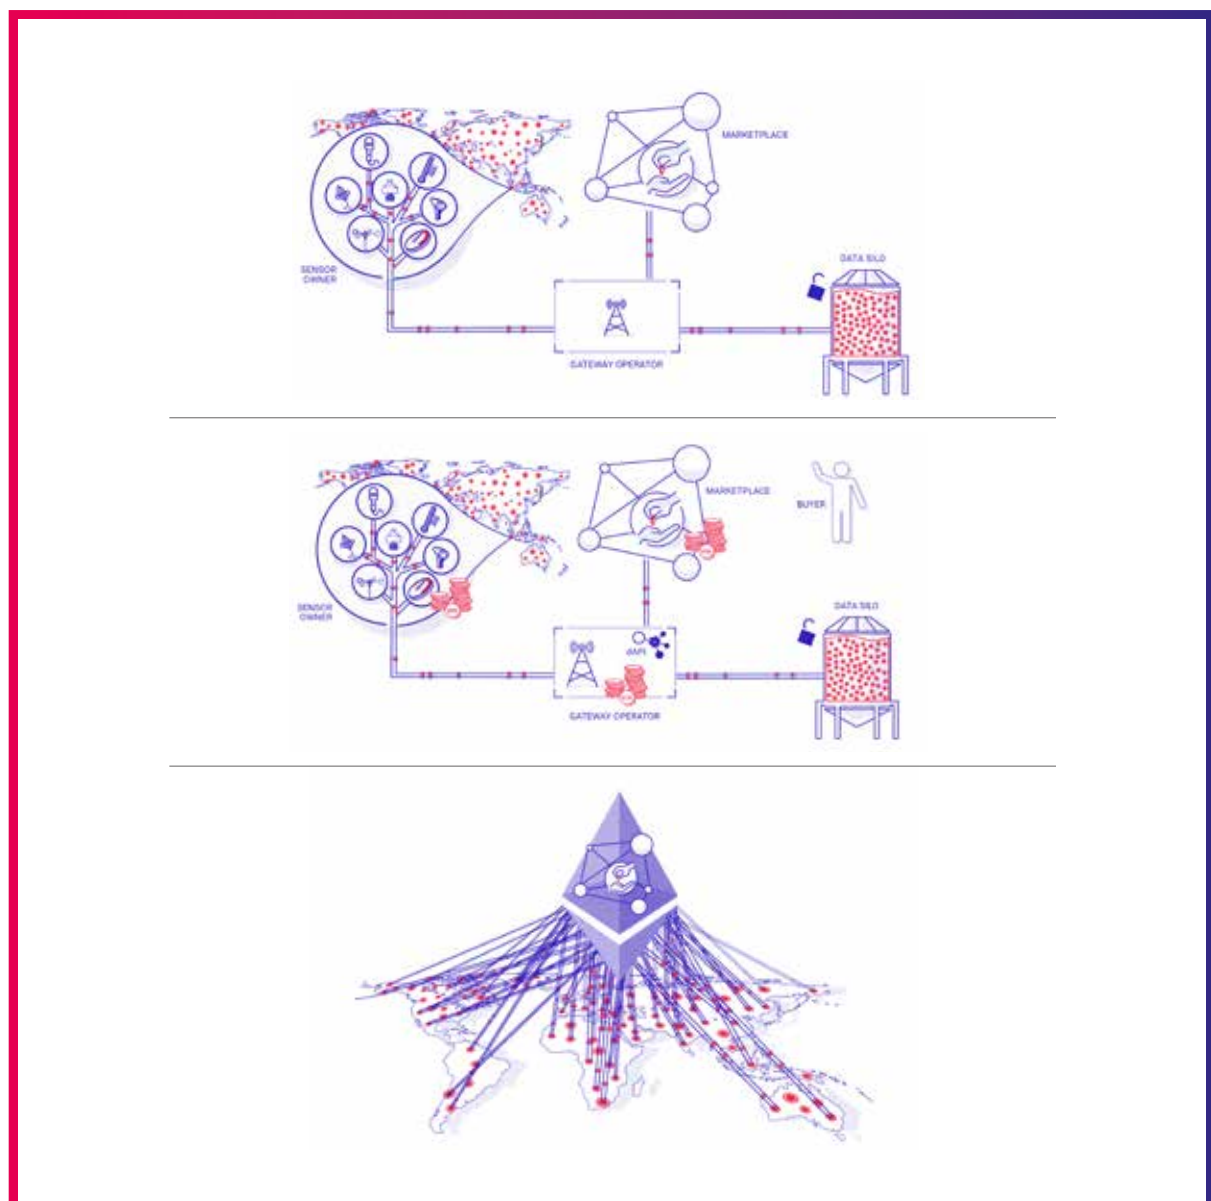 MARKETPLACE
DATA SILO
SENSOR
OWNER
GATEWAY OPERATOR
MARKETPLACE
BUYER
DATA SILO
SENSOR
OWNER
dAPI
GATEWAY OPERATOR